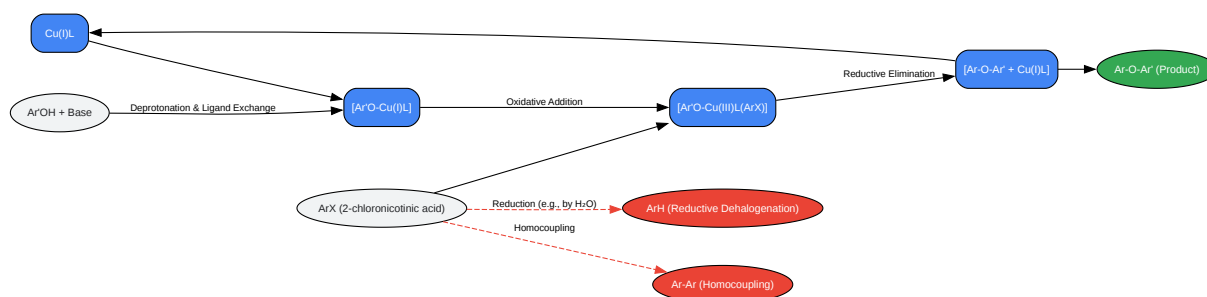 Cu(I)L
Ar'OH + Base
Deprotonation & Ligand Exchange
[Ar'O-Cu(I)L]
Oxidative Addition
[Ar'O-Cu(III)L(ArX)]
Reductive Elimination
[Ar-O-Ar' + Cu(I)L]
Ar-O-Ar' (Product)
ArX (2-chloronicotinic acid)
Reduction (e.g., by H₂O)
ArH (Reductive Dehalogenation)
Homocoupling
Ar-Ar (Homocoupling)